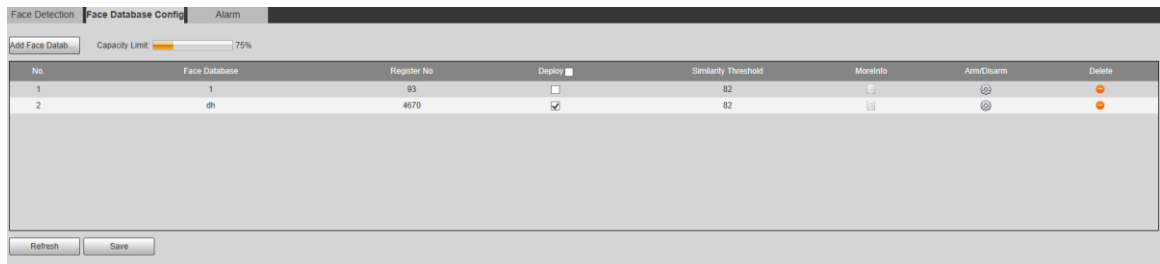 Face Detection Face Database Config Alarm
Add Face Datab... Capacity Limit: 75%
No. Face Database Register No Deploy Similarity Threshold MoreInfo Arm/Disarm Delete
1 1 93 82
2 dh 4670 82
Refresh Save